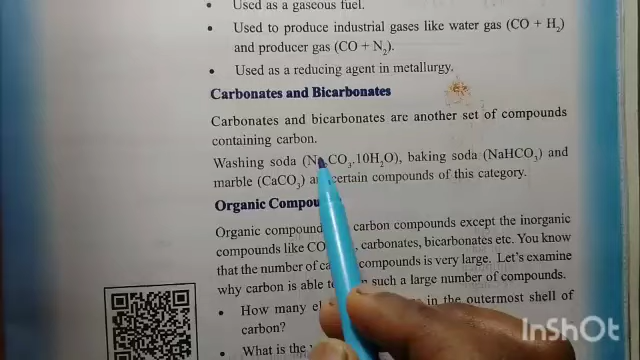 • Used as a gaseous fuel.
• Used to produce industrial gases like water gas (CO + H₂)
and producer gas (CO + N₂).
• Used as a reducing agent in metallurgy.
Carbonates and Bicarbonates
Carbonates and bicarbonates are another set of compounds
containing carbon.
Washing soda (N CO₃.10H₂O), baking soda (NaHCO₃) and
marble (CaCO₃) certain compounds of this category.
Organic
Organic carbon compounds except the inorganic
compounds like carbonates, bicarbonates etc. You know
that the number of compounds is very large. Let's examine
why carbon is able such a large number of compounds.
• How many in the outermost shell of
carbon?
• What is the
InShOt